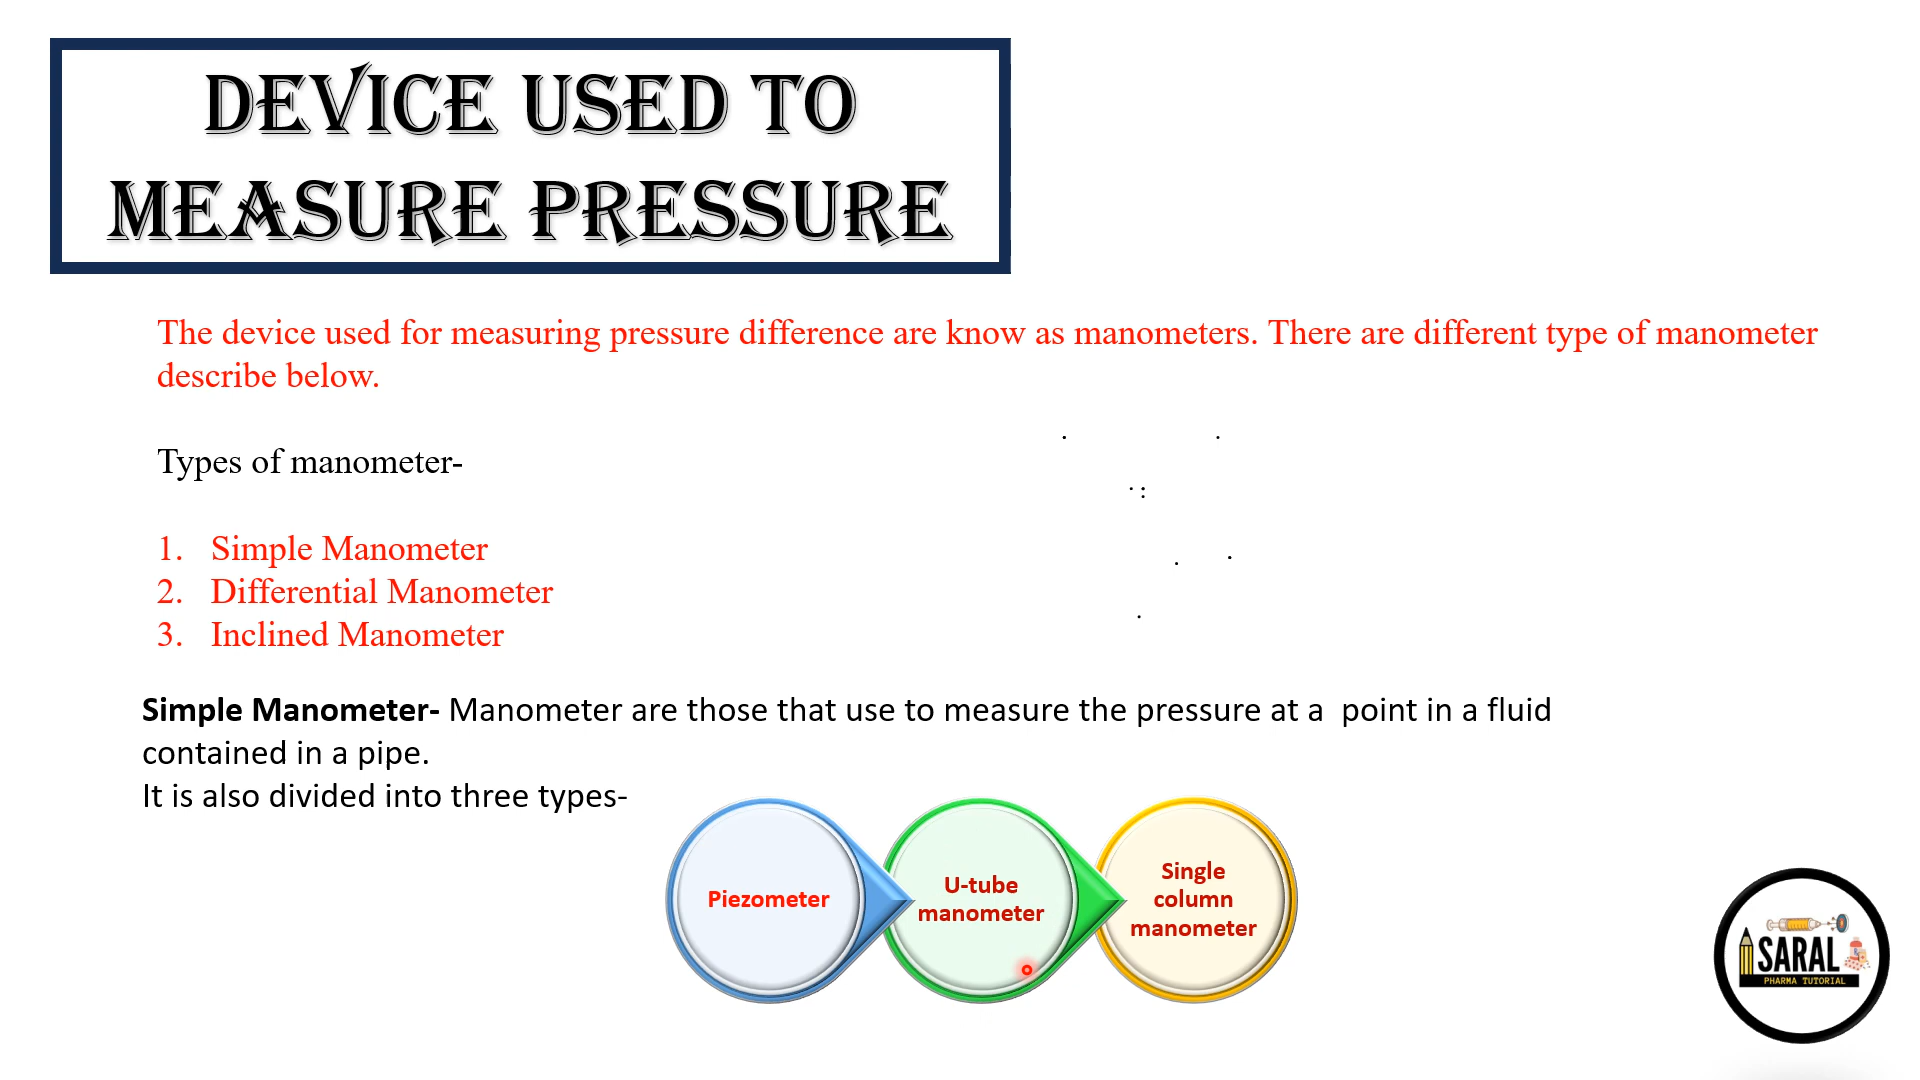 DEVICE USED TO
MEASURE PRESSURE
The device used for measuring pressure difference are know as manometers. There are different type of manometer
describe below.
Types of manometer-
1. Simple Manometer
2. Differential Manometer
3. Inclined Manometer
Simple Manometer- Manometer are those that use to measure the pressure at a point in a fluid
contained in a pipe.
It is also divided into three types-
Piezometer
U-tube
manometer
Single
column
manometer
SARAL
PHARMA TUTORIAL